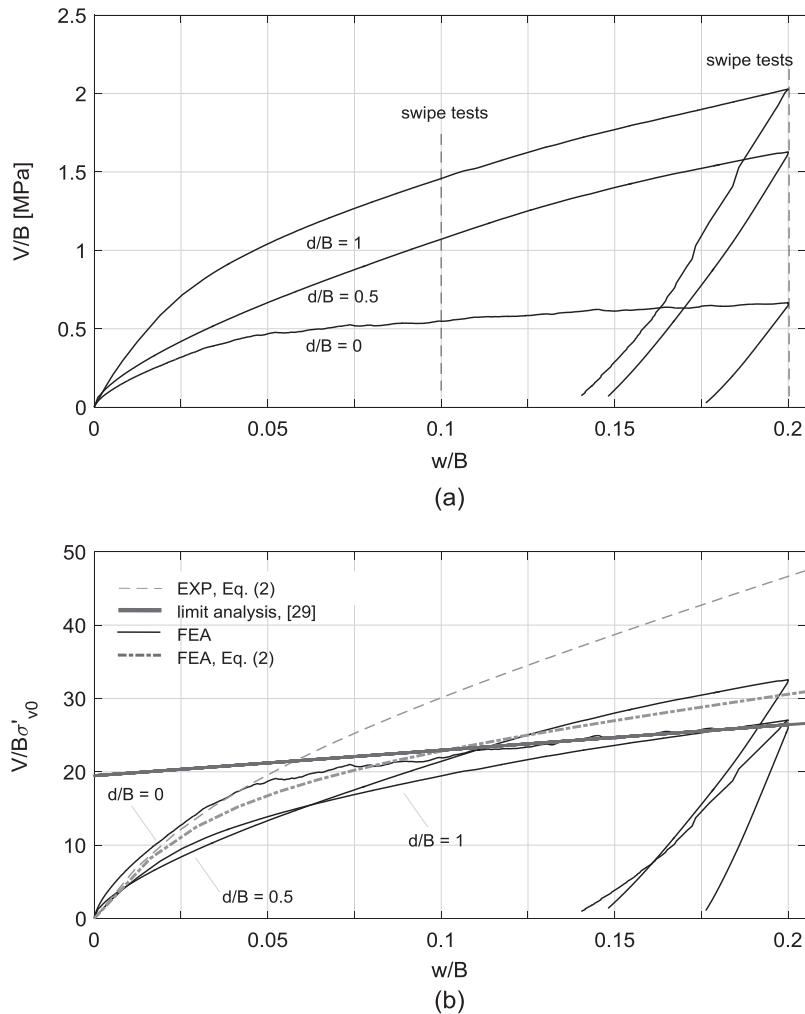 2.5
swipe tests
2
swipe tests
1.5
V/B [MPa]
d/B = 1
1
d/B = 0.5
0.5
d/B = 0
0
0 0.05 0.1 0.15 0.2
w/B
(a)
50
EXP, Eq. (2)
limit analysis, [29]
40
FEA
FEA, Eq. (2)
30
V/Bσ'v0
20
d/B = 0
d/B = 1
10
d/B = 0.5
0
0 0.05 0.1 0.15 0.2
w/B
(b)